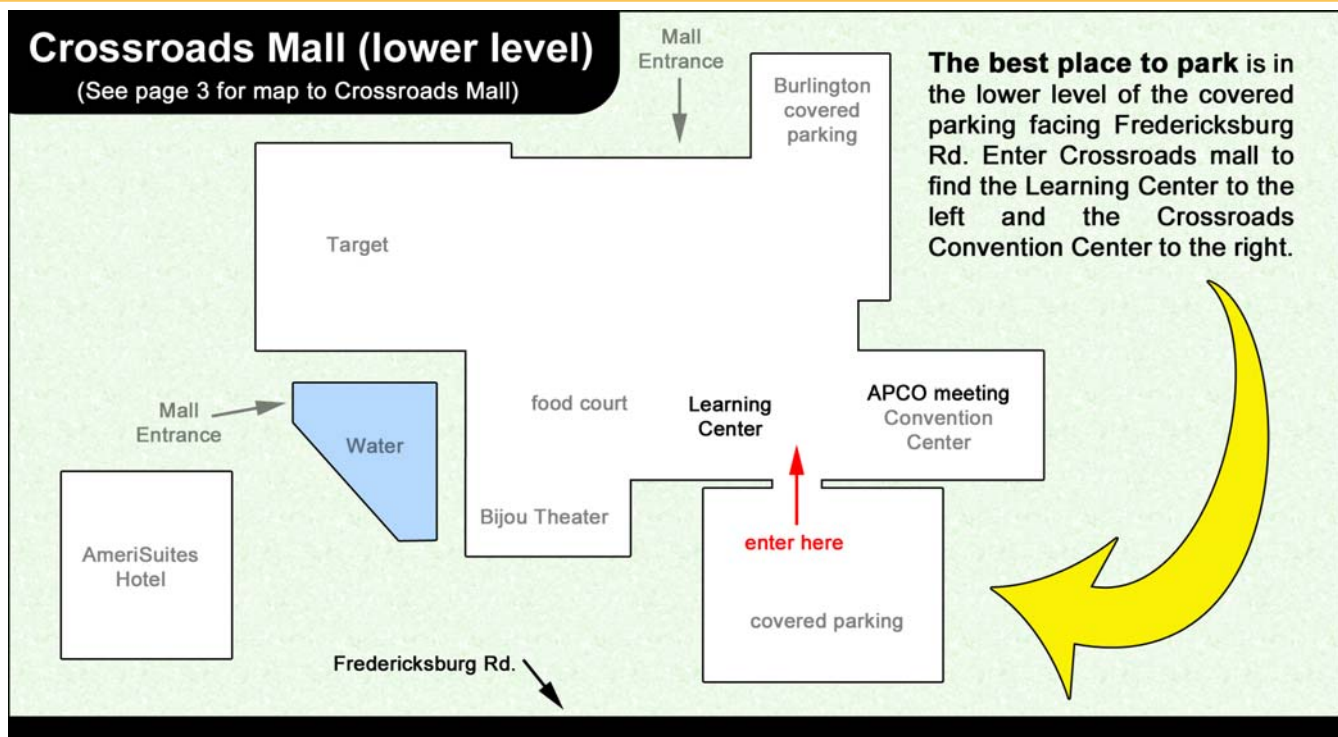 Crossroads Mall (lower level)
(See page 3 for map to Crossroads Mall)
Mall
Entrance
Burlington
covered
parking
The best place to park is in
the lower level of the covered
parking facing Fredericksburg
Rd. Enter Crossroads mall to
find the Learning Center to the
left and the Crossroads
Convention Center to the right.
Target
Mall
Entrance
Water
food court
Learning
Center
APCO meeting
Convention
Center
Bijou Theater
enter here
AmeriSuites
Hotel
covered parking
Fredericksburg Rd.